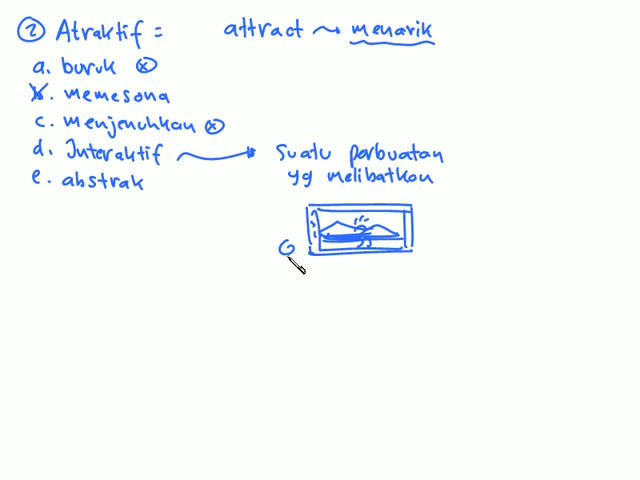 2 Atraktif = attract → menarik
a. buruk x
b. memesona
c. menjenuhkan x
d. Interaktif → suatu perbuatan
yg melibatkan
e. abstrak